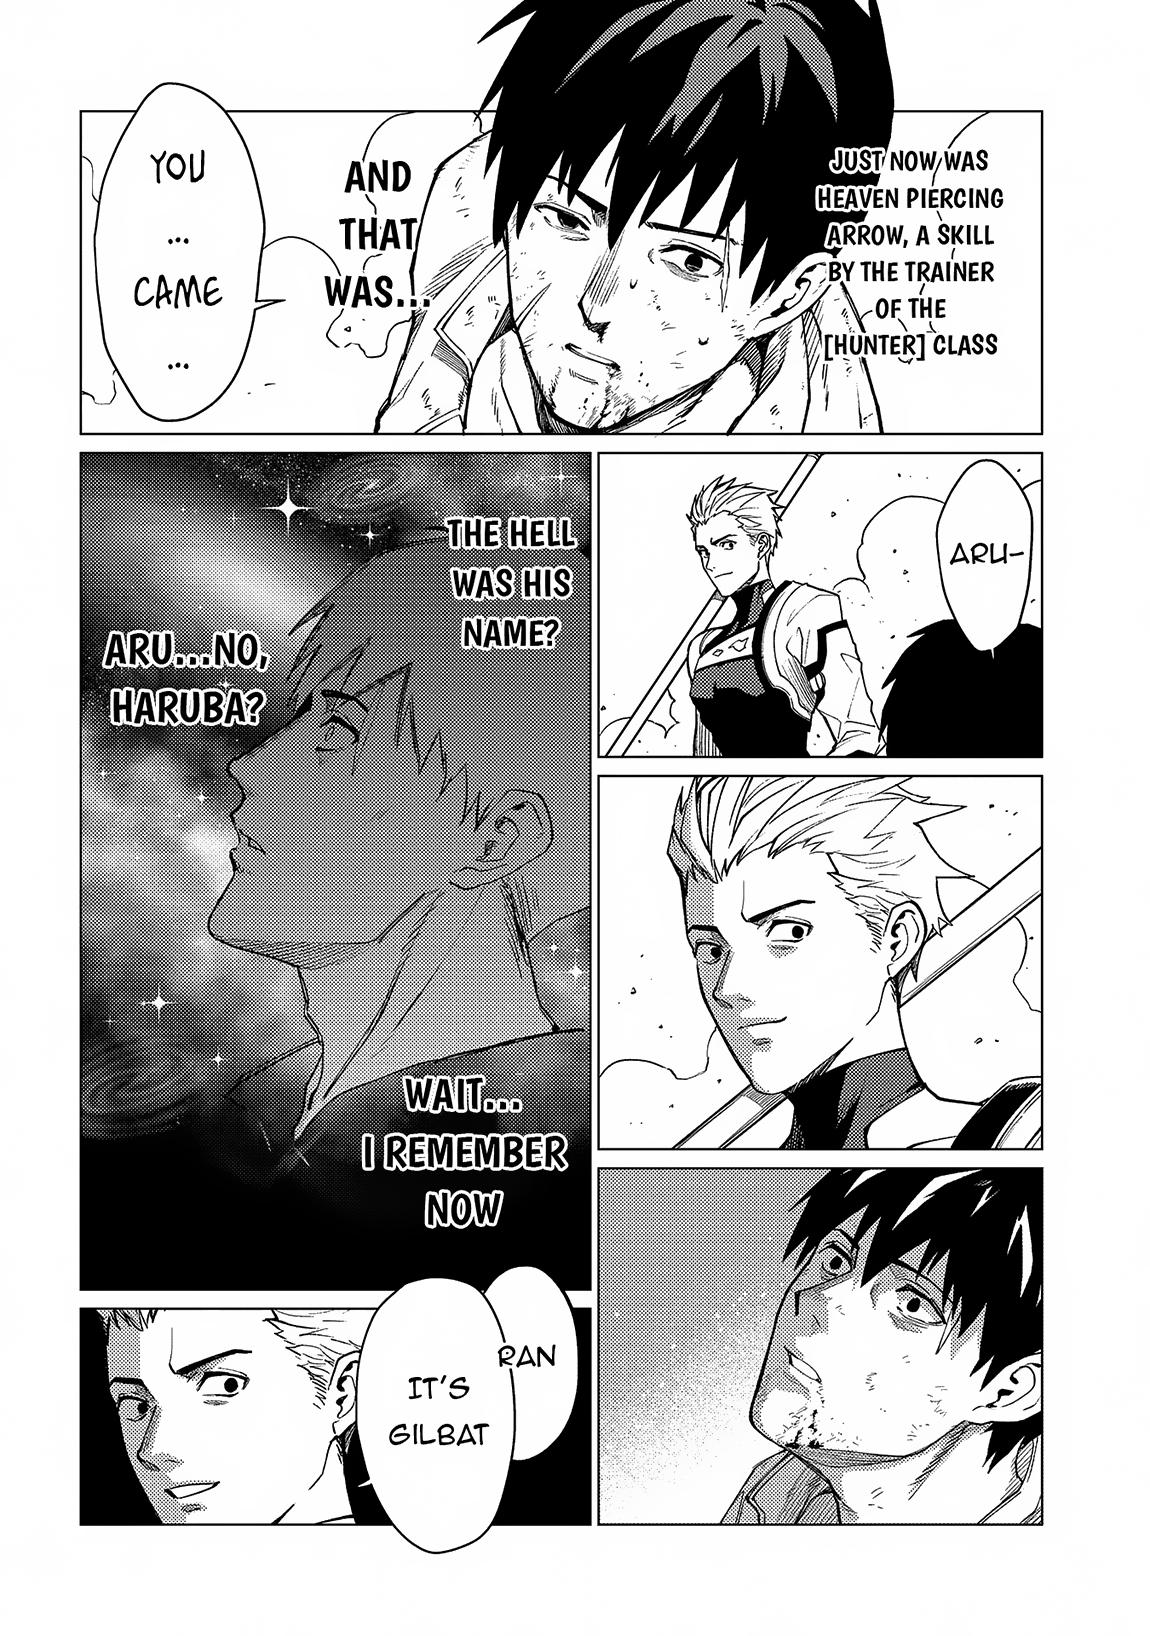 JUST NOW WAS
HEAVEN PIERCING
ARROW, A SKILL
BY THE TRAINER
OF THE
[HUNTER] CLASS
AND
THAT
WAS...
YOU
...
CAME
...
...
ARU-
THE HELL
WAS HIS
NAME?
ARU...NO,
HARUBA?
WAIT...
I REMEMBER
NOW
RAN
IT'S
GILBAT